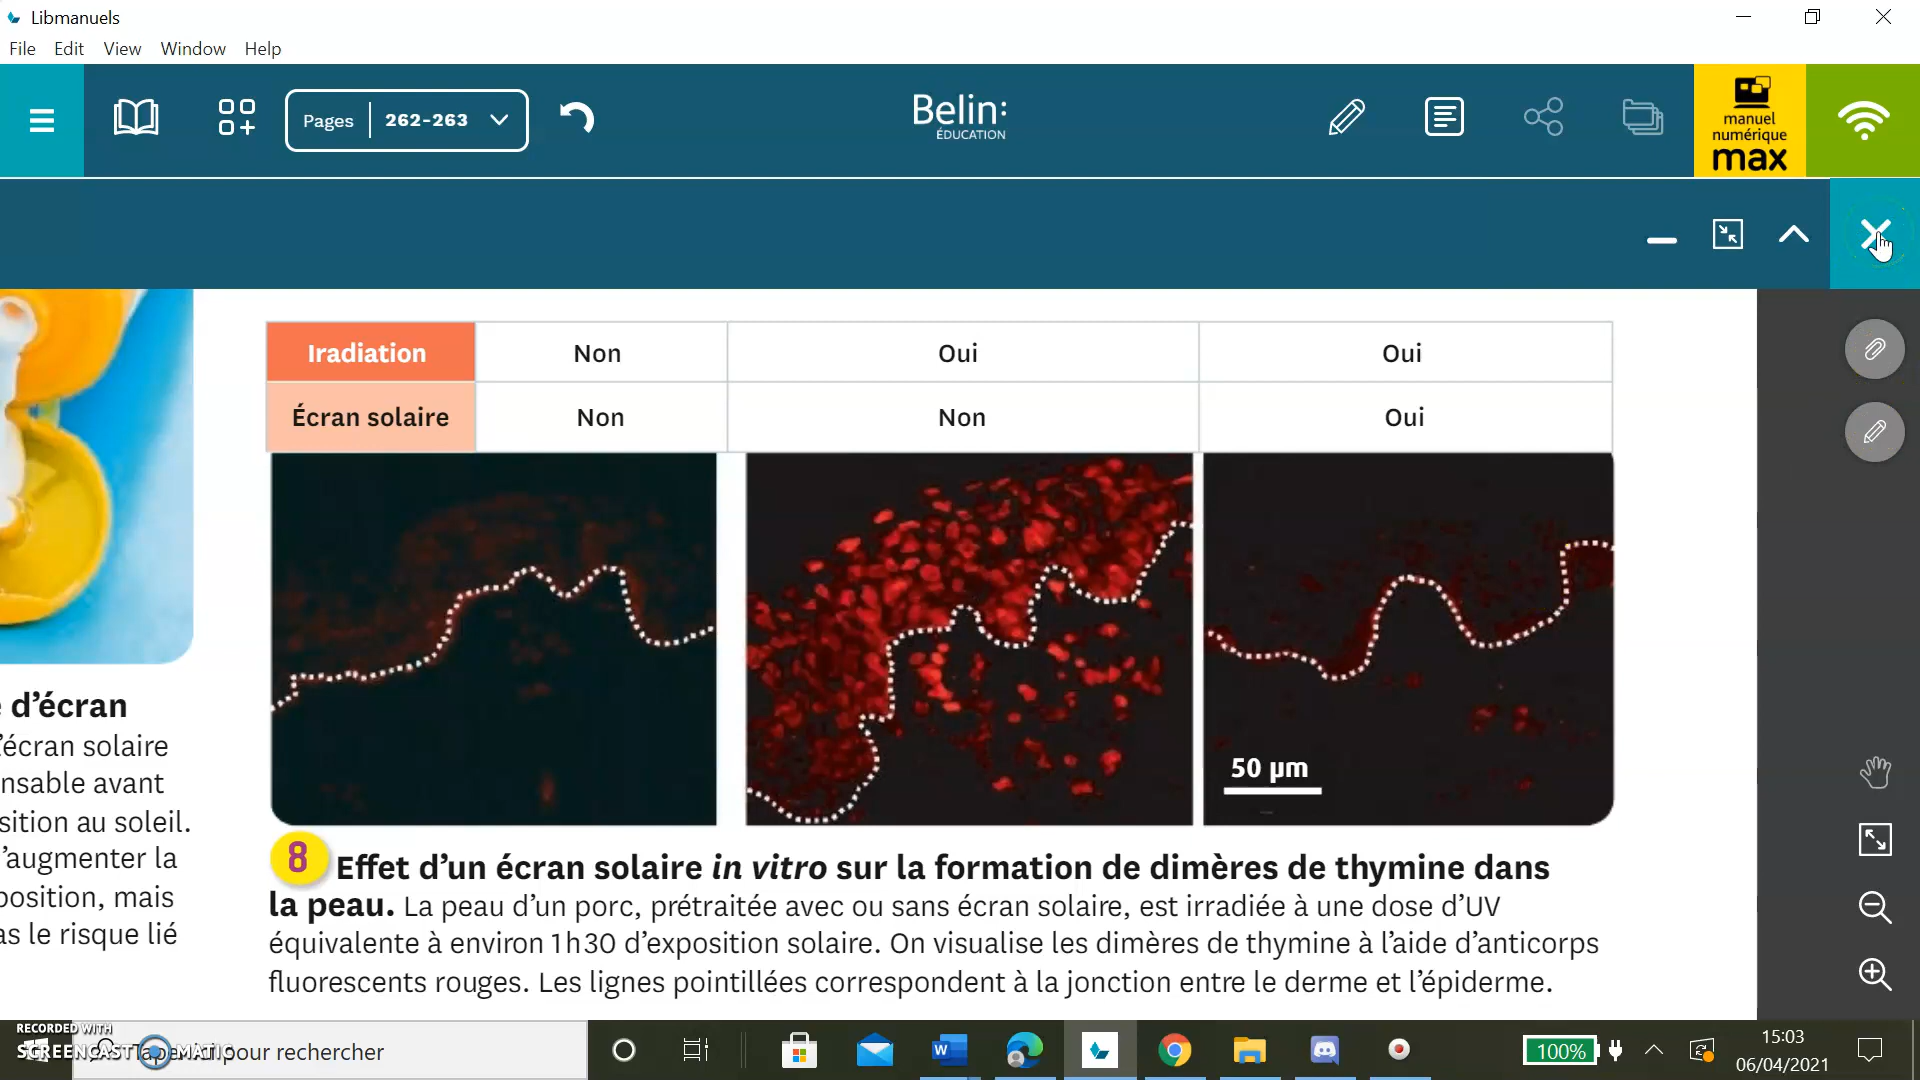 Libmanuels
File Edit View Window Help
Pages 262-263
Belin:
ÉDUCATION
manuel
numérique
max
Iradiation Non Oui Oui
Écran solaire Non Non Oui
50 µm
d’écran
’écran solaire
nsable avant
sition au soleil.
’augmenter la
position, mais
as le risque lié
8 Effet d’un écran solaire in vitro sur la formation de dimères de thymine dans
la peau. La peau d’un porc, prétraitée avec ou sans écran solaire, est irradiée à une dose d’UV
équivalente à environ 1 h 30 d’exposition solaire. On visualise les dimères de thymine à l’aide d’anticorps
fluorescents rouges. Les lignes pointillées correspondent à la jonction entre le derme et l’épiderme.
RECORDED WITH
SCREENCAST MATIC
pour rechercher
100%
15:03
06/04/2021